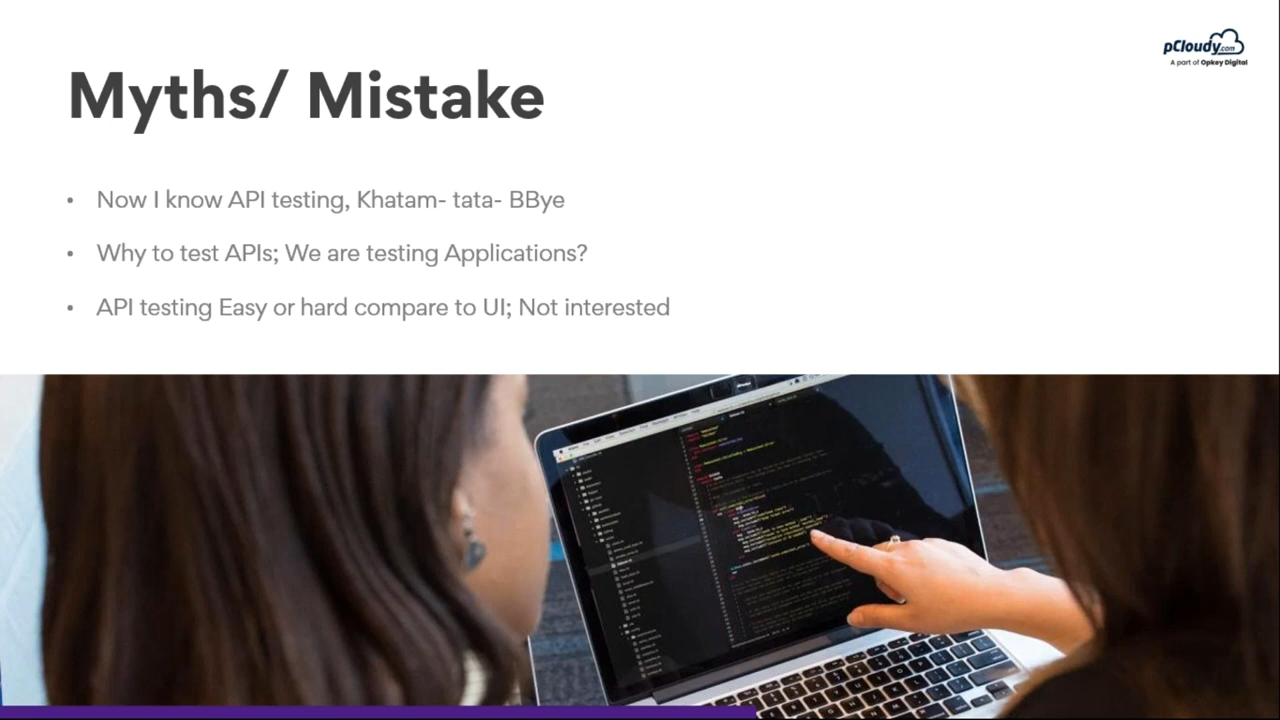 pCloudy.com
A part of Opkey Digital
Myths/ Mistake
• Now I know API testing, Khatam- tata- BBye
• Why to test APIs; We are testing Applications?
• API testing Easy or hard compare to UI; Not interested